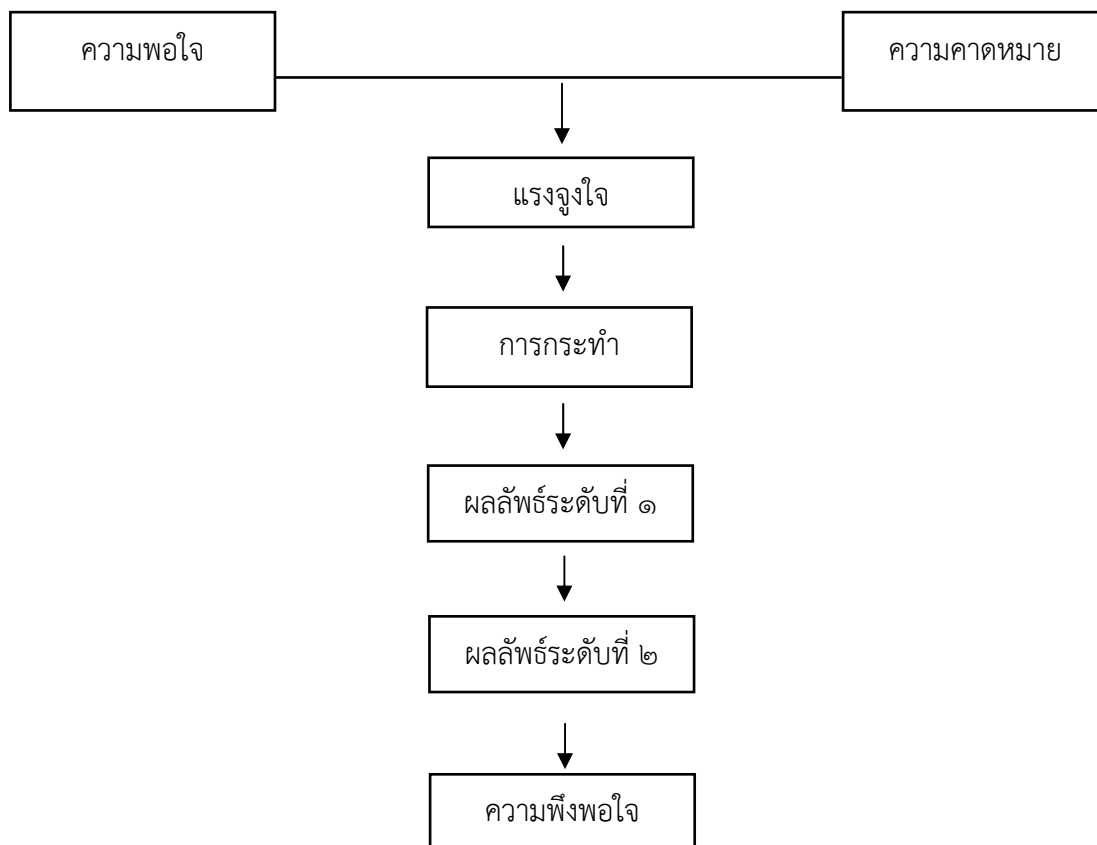 ความพอใจ
ความคาดหมาย
แรงจูงใจ
การกระทำ
ผลลัพธ์ระดับที่ ๑
ผลลัพธ์ระดับที่ ๒
ความพึงพอใจ